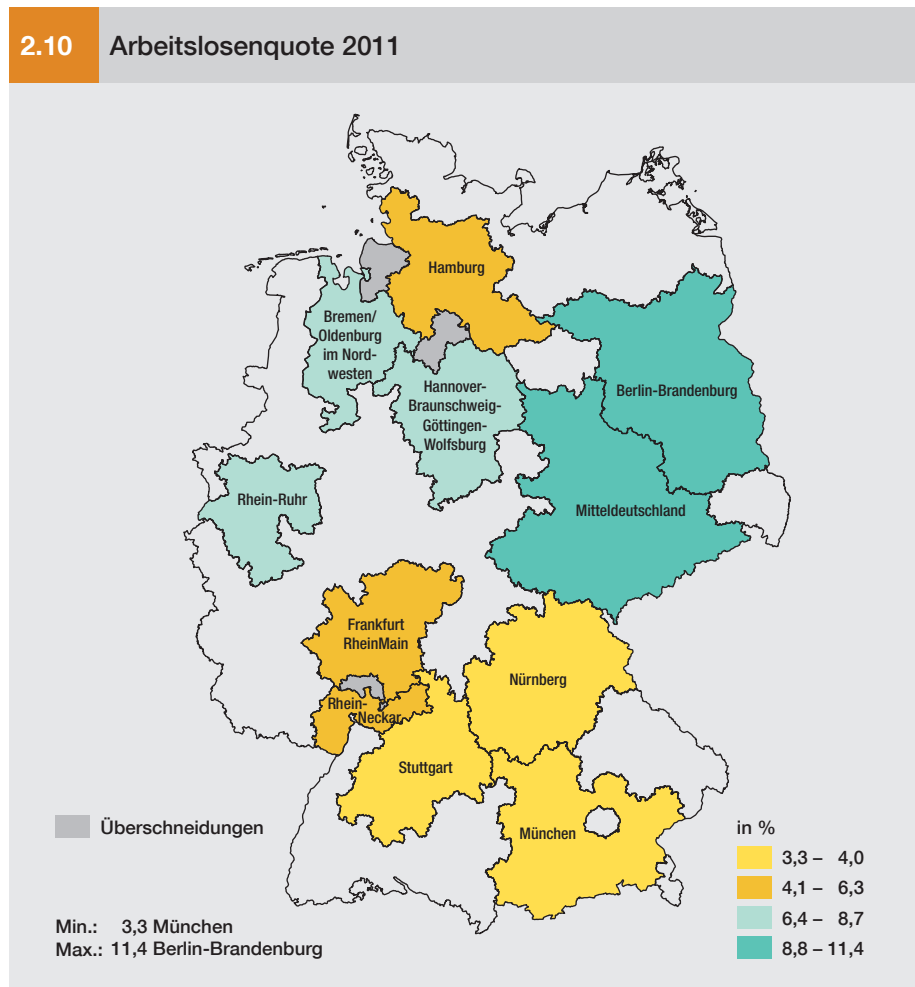 2.10 Arbeitslosenquote 2011
Hamburg
Bremen/
Oldenburg
im Nord-
westen
Hannover-
Braunschweig-
Göttingen-
Wolfsburg
Berlin-Brandenburg
Rhein-Ruhr
Mitteldeutschland
Frankfurt
RheinMain
Rhein-
Neckar
Nürnberg
Stuttgart
München
Überschneidungen
Min.: 3,3 München
Max.: 11,4 Berlin-Brandenburg
in %
3,3 – 4,0
4,1 – 6,3
6,4 – 8,7
8,8 – 11,4